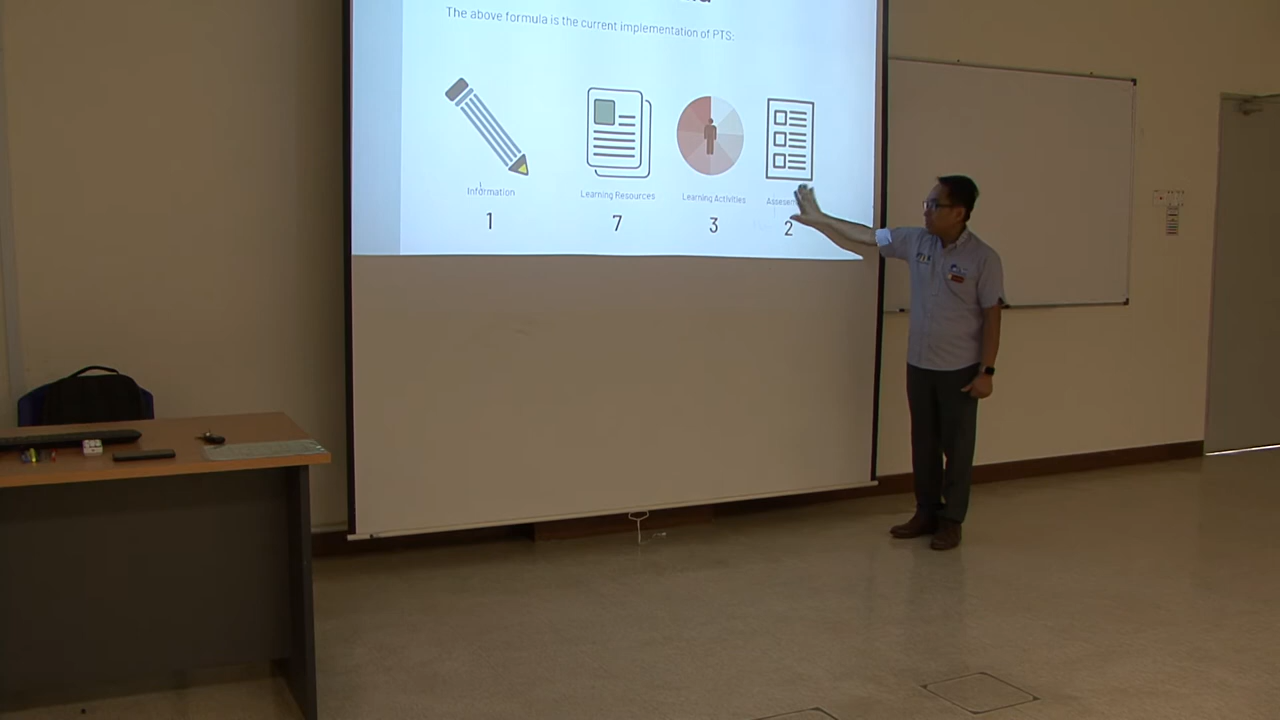 The above formula is the current implementation of PTS:
Information
Learning Resources
Learning Activities
1
7
3
2